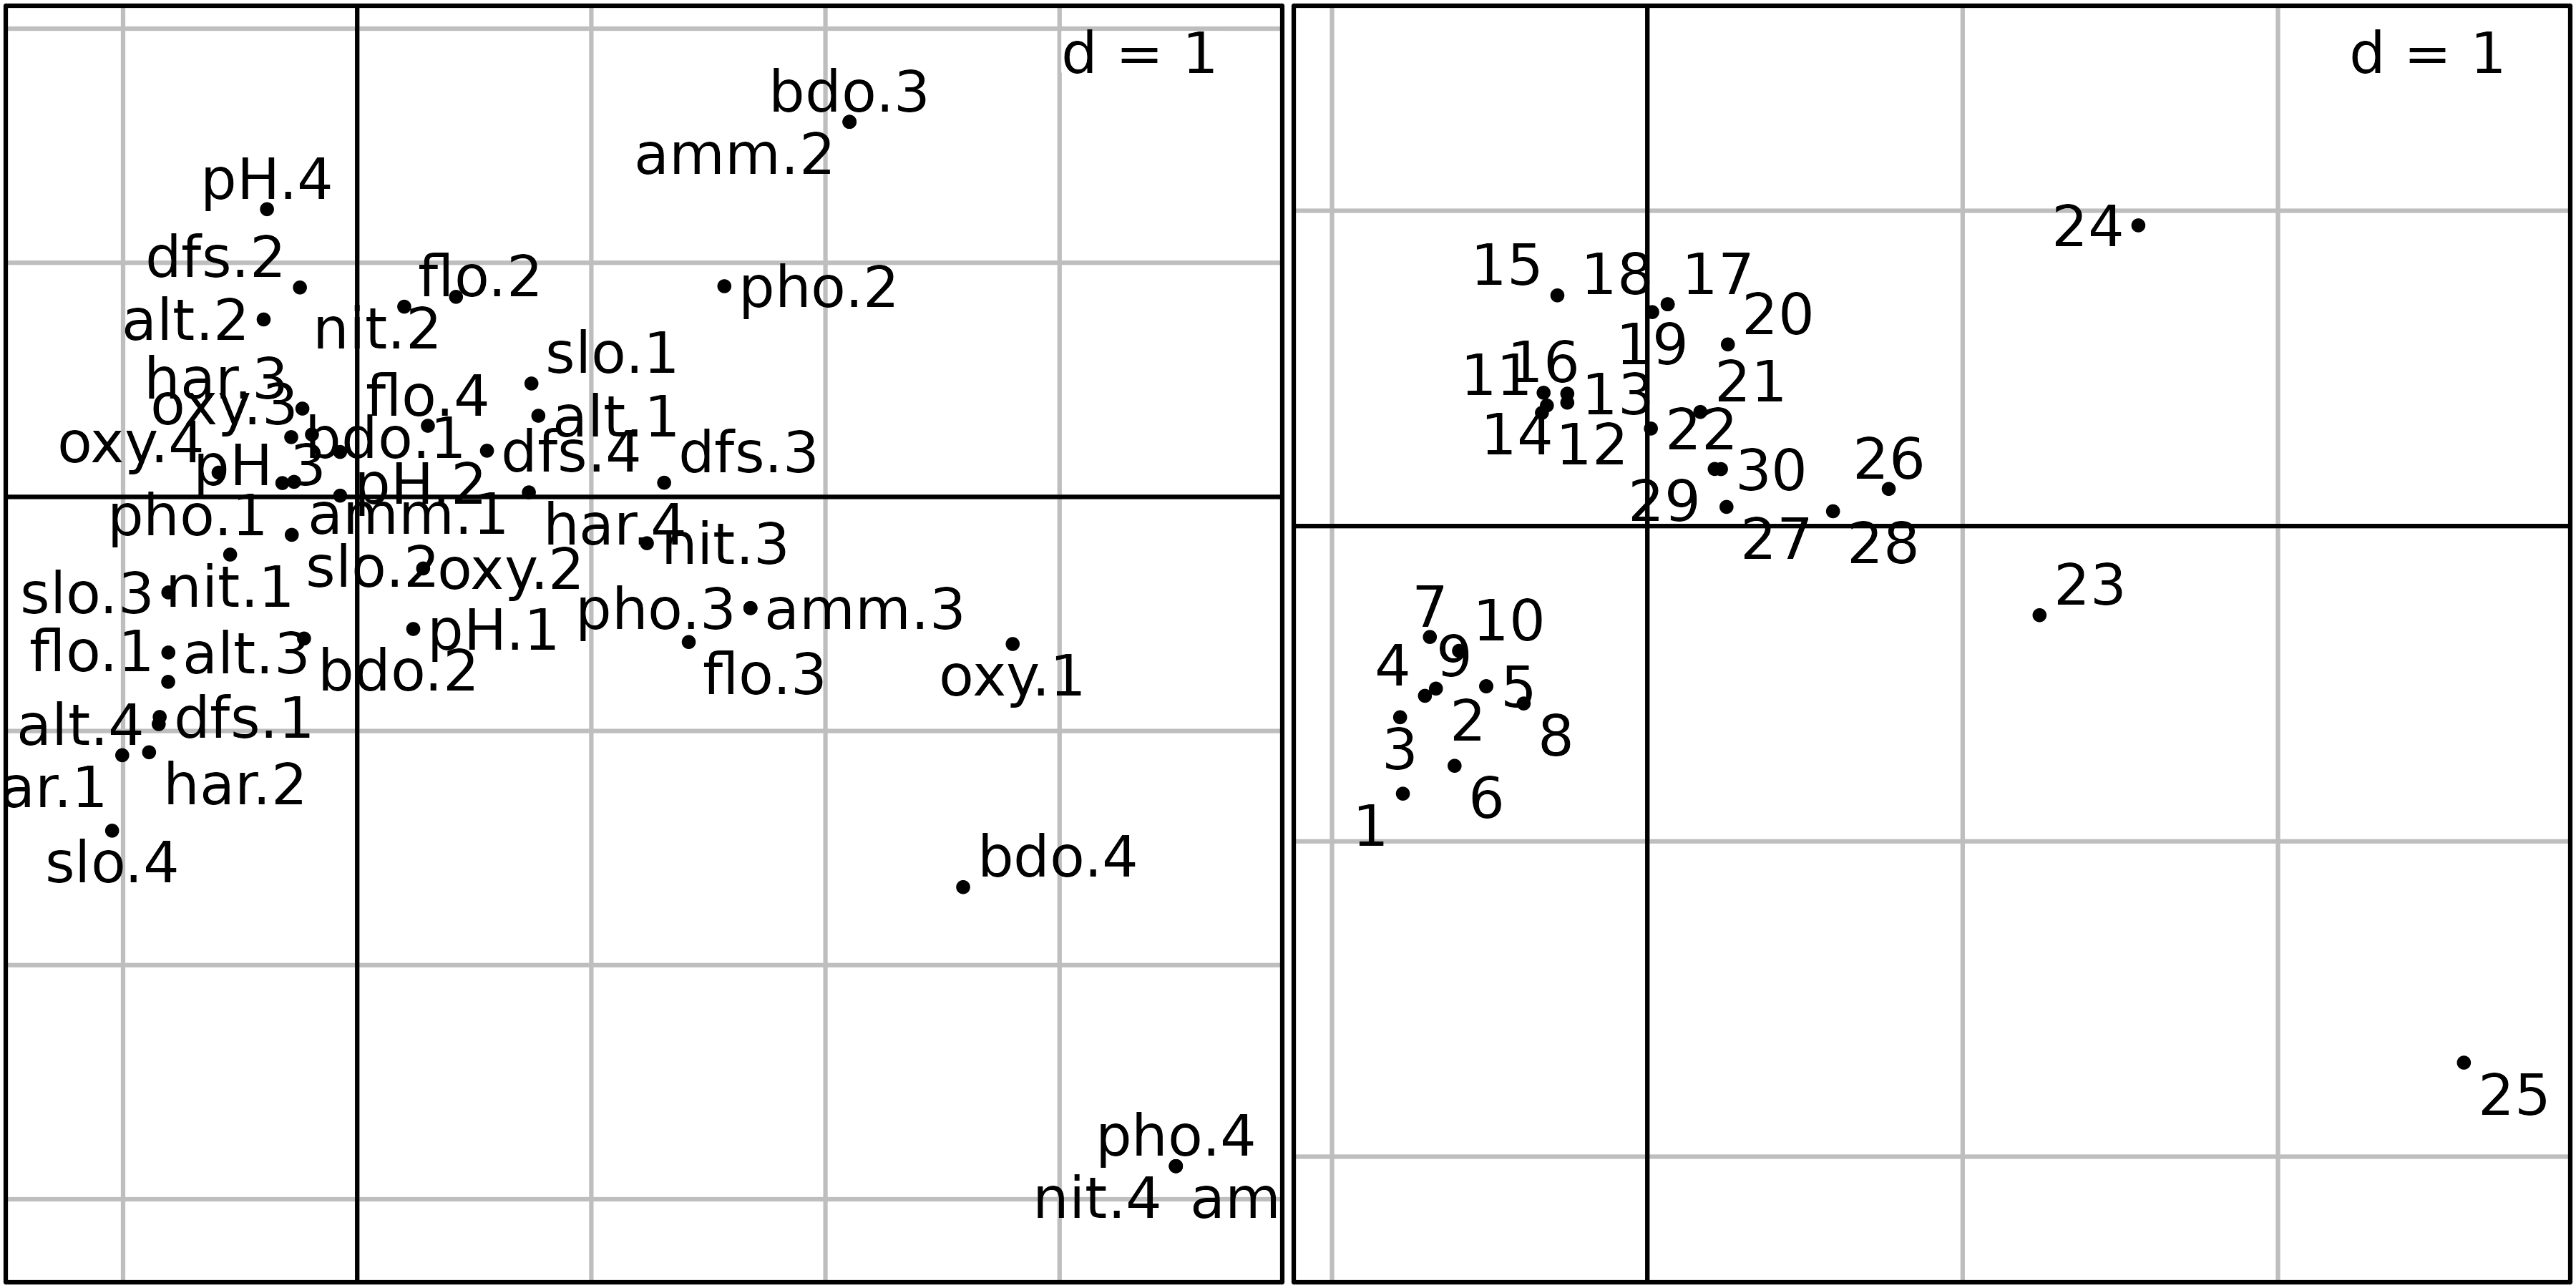 d = 1
bdo.3
amm.2
pH.4
dfs.2
flo.2
pho.2
alt.2
nit.2
slo.1
har.3
flo.4
oxy.3
alt.1
oxy.4
bdo.1
dfs.4
dfs.3
pH.3
pH.2
pho.1
amm.1
har.4
nit.3
slo.2
oxy.2
slo.3
nit.1
pho.3
amm.3
flo.1
alt.3
pH.1
bdo.2
flo.3
oxy.1
alt.4
dfs.1
ar.1
har.2
slo.4
bdo.4
pho.4
nit.4
am
d = 1
24
15
18
17
20
19
16
11
13
21
14
12
22
30
26
29
27
28
23
7
10
9
4
5
2
8
3
6
1
25